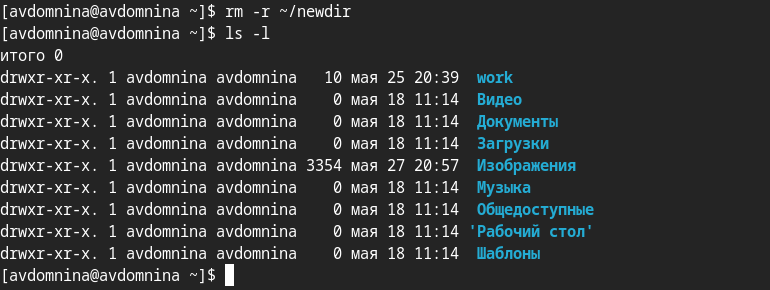 [avdomnina@avdomnina ~]$ rm -r ~/newdir
[avdomnina@avdomnina ~]$ ls -l
итого 0
drwxr-xr-x. 1 avdomnina avdomnina   10 мая 25 20:39  work
drwxr-xr-x. 1 avdomnina avdomnina    0 мая 18 11:14  Видео
drwxr-xr-x. 1 avdomnina avdomnina    0 мая 18 11:14  Документы
drwxr-xr-x. 1 avdomnina avdomnina    0 мая 18 11:14  Загрузки
drwxr-xr-x. 1 avdomnina avdomnina 3354 мая 27 20:57  Изображения
drwxr-xr-x. 1 avdomnina avdomnina    0 мая 18 11:14  Музыка
drwxr-xr-x. 1 avdomnina avdomnina    0 мая 18 11:14  Общедоступные
drwxr-xr-x. 1 avdomnina avdomnina    0 мая 18 11:14 'Рабочий стол'
drwxr-xr-x. 1 avdomnina avdomnina    0 мая 18 11:14  Шаблоны
[avdomnina@avdomnina ~]$